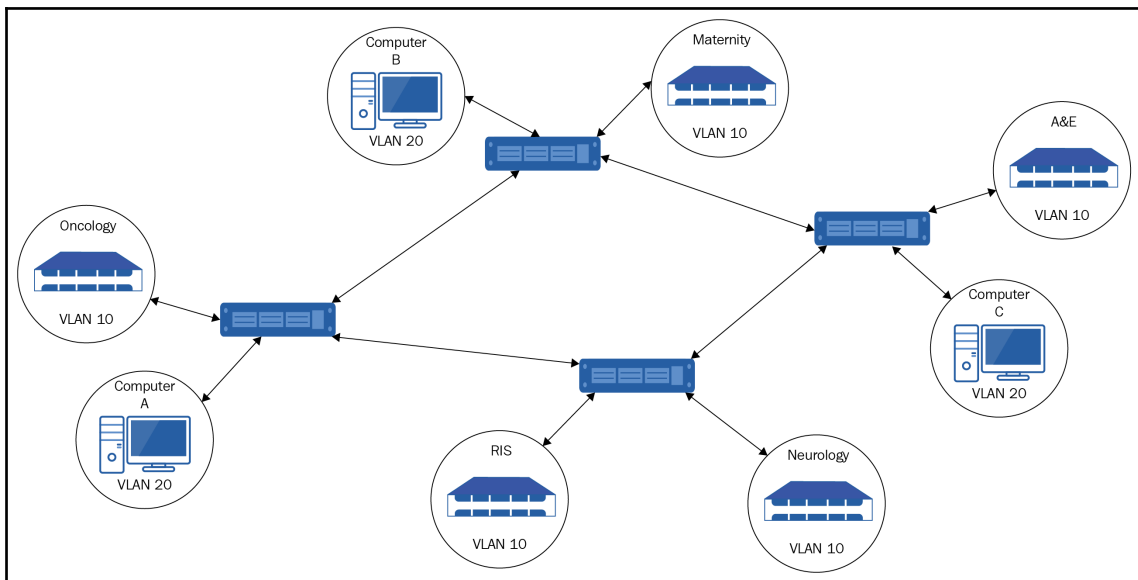 Computer
B
VLAN 20
Maternity
VLAN 10
A&E
VLAN 10
Oncology
VLAN 10
Computer
C
VLAN 20
Computer
A
VLAN 20
RIS
VLAN 10
Neurology
VLAN 10